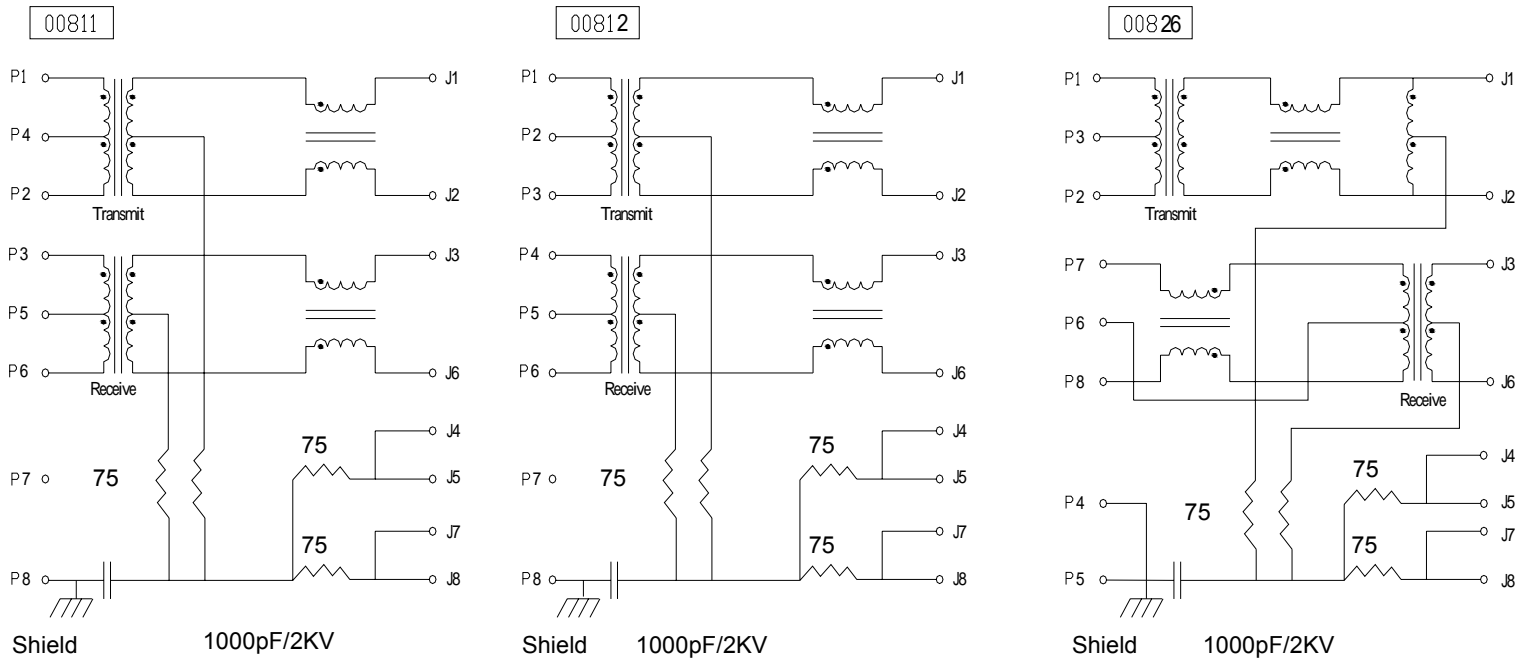 00811
P1
J1
P4
P2
J2
Transmit
P3
J3
P5
P6
J6
Receive
J4
75
P7
75
J5
J7
75
P8
J8
Shield
1000pF/2KV
00812
P1
J1
P2
P3
J2
Transmit
P4
J3
P5
P6
J6
Receive
J4
75
P7
75
J5
J7
75
P8
J8
Shield
1000pF/2KV
00826
P1
J1
P3
P2
J2
Transmit
P7
J3
P6
P8
J6
Receive
J4
75
P4
75
J5
J7
75
P5
J8
Shield
1000pF/2KV